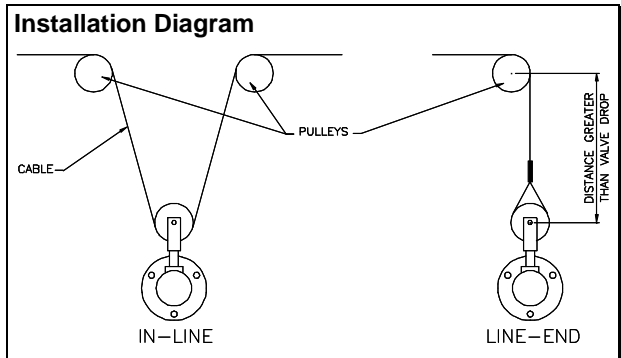 Installation Diagram
PULLEYS
CABLE
DISTANCE GREATER
THAN VALVE DROP
IN-LINE
LINE-END